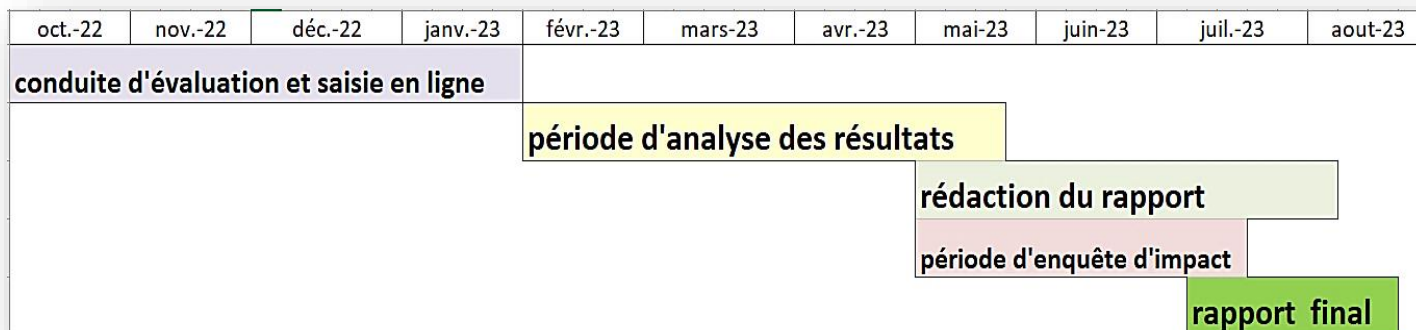 oct.-22 nov.-22 déc.-22 janv.-23 févr.-23 mars-23 avr.-23 mai-23 juin-23 juil.-23 aout-23
conduite d'évaluation et saisie en ligne
période d'analyse des résultats
rédaction du rapport
période d'enquête d'impact
rapport final